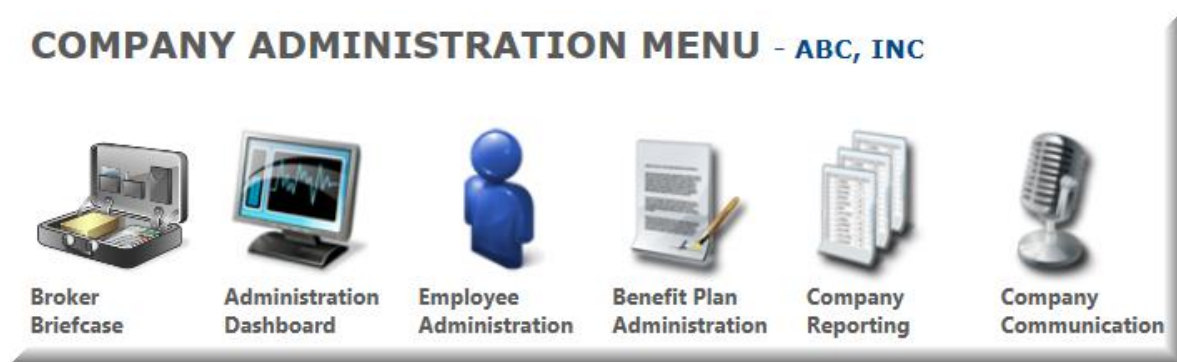 COMPANY ADMINISTRATION MENU - ABC, INC
Broker
Briefcase
Administration
Dashboard
Employee
Administration
Benefit Plan
Administration
Company
Reporting
Company
Communication